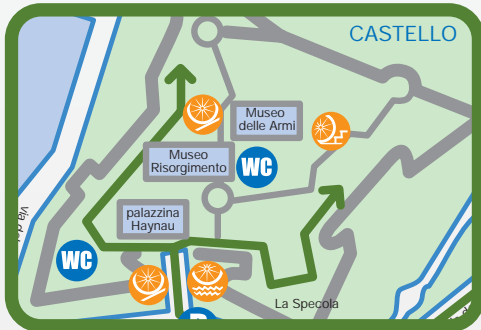 CASTELLO
Museo
delle Armi
Museo
Risorgimento
WC
palazzina
Haynau
WC
La Specola